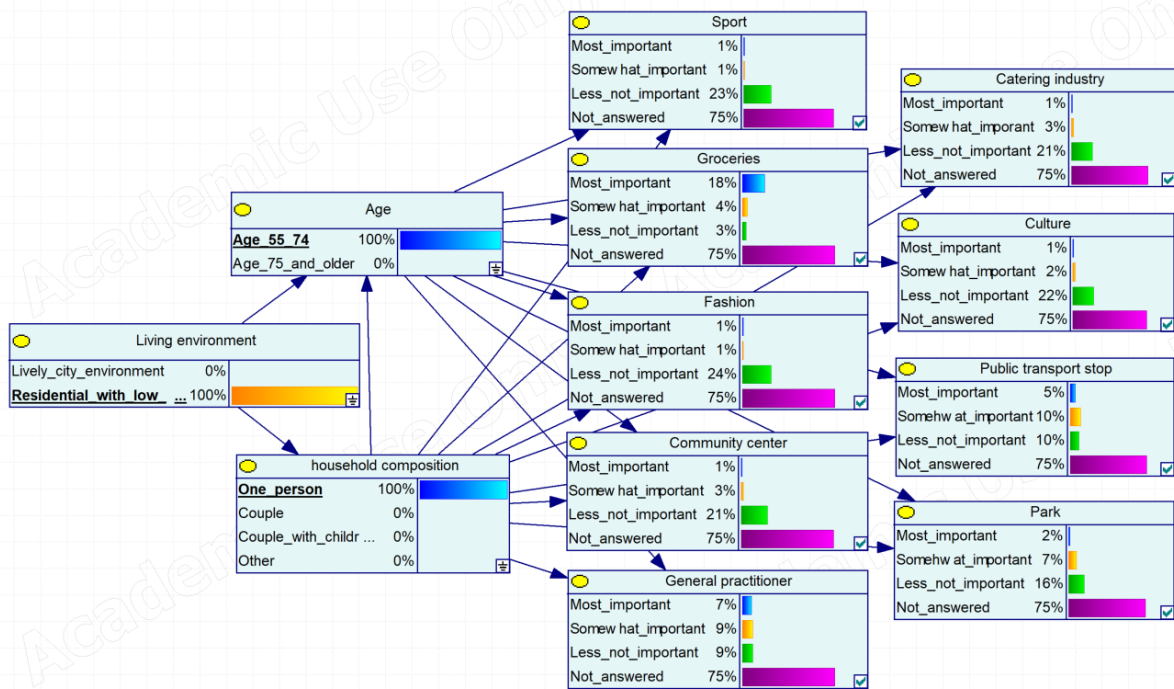 Sport
Most_important 1%
Somew hat_important 1%
Less_not_important 23%
Not_answered 75%
Catering industry
Most_important 1%
Somew hat_imporant 3%
Less_not_important 21%
Not_answered 75%
Groceries
Most_important 18%
Somew hat_important 4%
Less_not_important 3%
Not_answered 75%
Age
Age_55_74 100%
Age_75_and_older 0%
Culture
Most_important 1%
Somew hat_important 2%
Less_not_important 22%
Not_answered 75%
Fashion
Most_important 1%
Somew hat_important 1%
Less_not_important 24%
Not_answered 75%
Living environment
Lively_city_environment 0%
Residential_with_low_ ... 100%
Public transport stop
Most_important 5%
Somehw at_important 10%
Less_not_important 10%
Not_answered 75%
Community center
Most_important 1%
Somew hat_important 3%
Less_not_important 21%
Not_answered 75%
household composition
One_person 100%
Couple 0%
Couple_with_childr ... 0%
Other 0%
Park
Most_important 2%
Somehw at_important 7%
Less_not_important 16%
Not_answered 75%
General practitioner
Most_important 7%
Somew hat_important 9%
Less_not_important 9%
Not_answered 75%
Academic Use Only